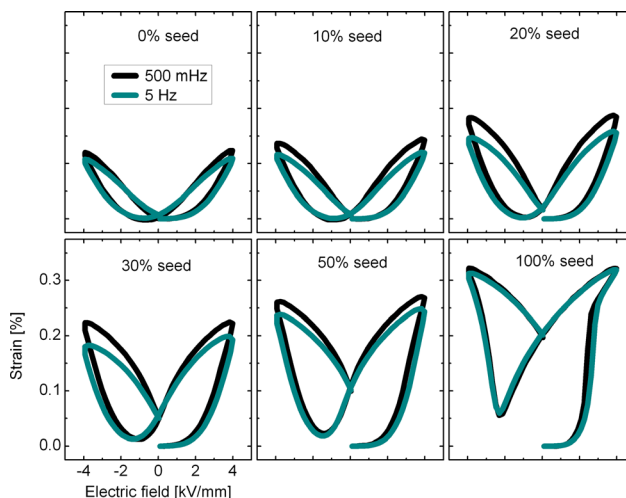 0% seed
10% seed
20% seed
500 mHz
5 Hz
30% seed
50% seed
100% seed
0.3
0.2
0.1
0.0
Strain [%]
-4 -2 0 2 4
Electric field [kV/mm]